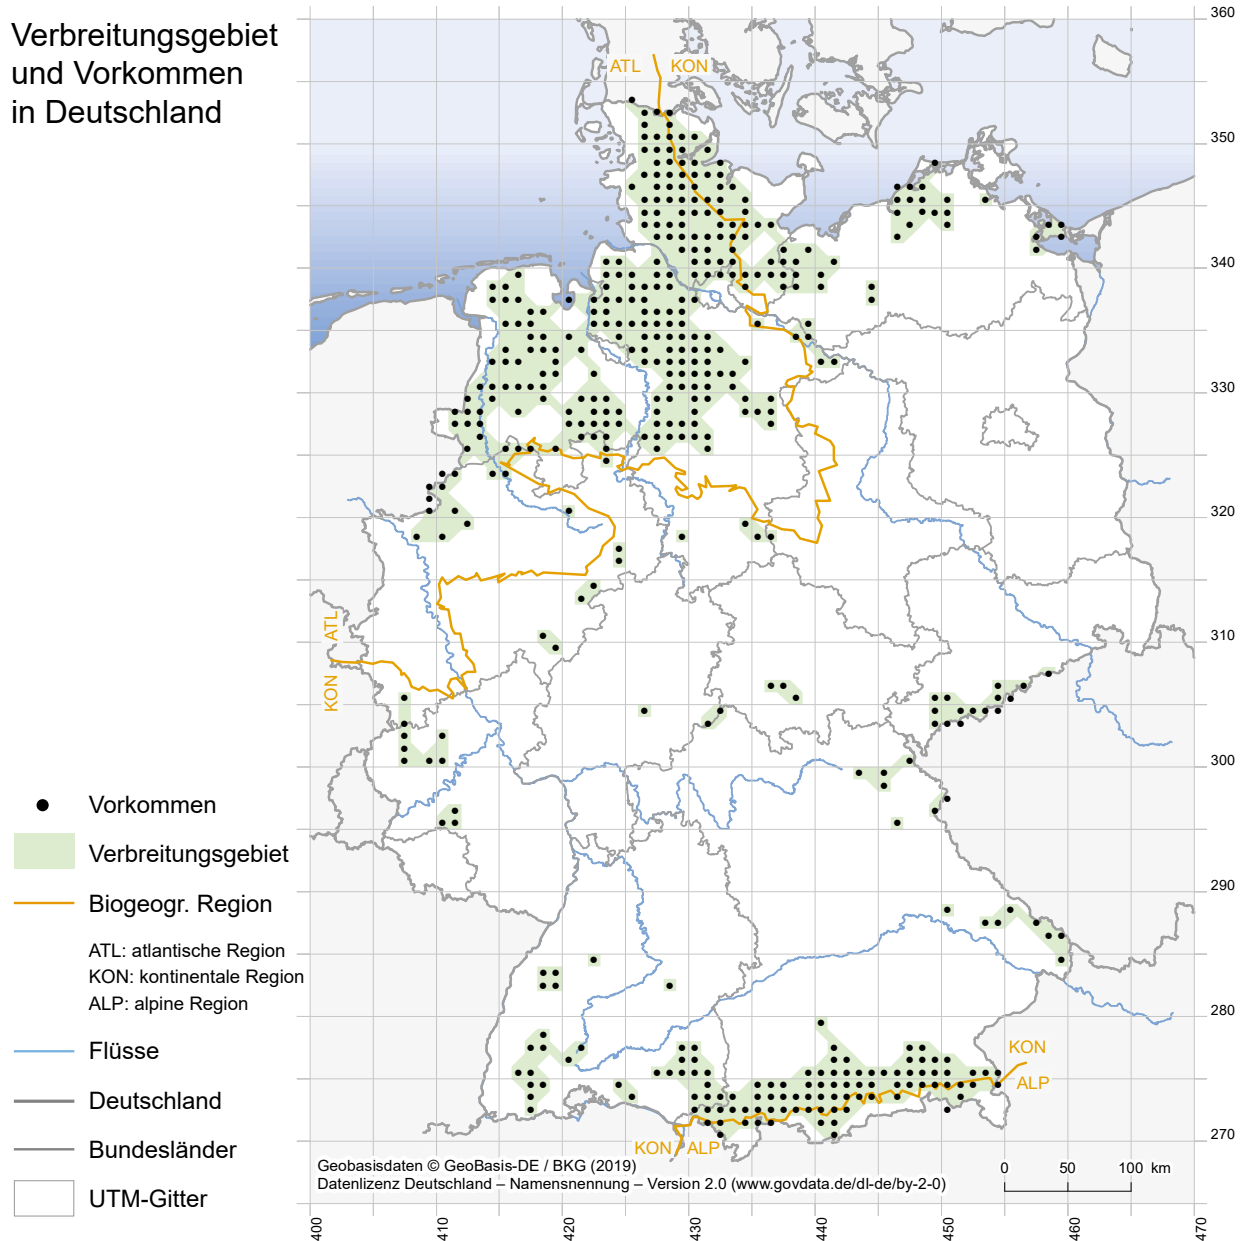 Verbreitungsgebiet
und Vorkommen
in Deutschland
ATL KON
360
350
340
330
320
310
300
290
280
270
ATL
KON
Vorkommen
Verbreitungsgebiet
Biogeogr. Region
ATL: atlantische Region
KON: kontinentale Region
ALP: alpine Region
Flüsse
Deutschland
Bundesländer
UTM-Gitter
KON
ALP
KON ALP
Geobasisdaten © GeoBasis-DE / BKG (2019)
Datenlizenz Deutschland – Namensnennung – Version 2.0 (www.govdata.de/dl-de/by-2-0)
0 50 100 km
400 410 420 430 440 450 460 470